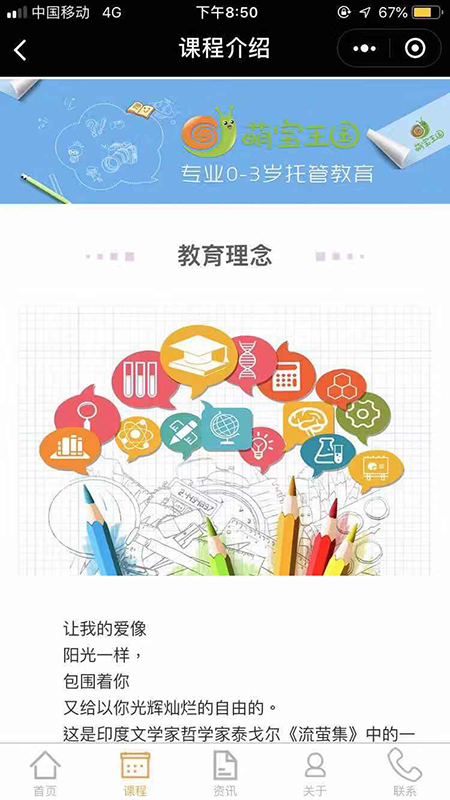 中国移动 4G 下午8:50 67%
课程介绍
萌宝王国
萌宝王国
专业0-3岁托管教育
教育理念
让我的爱像
阳光一样，
包围着你
又给以你光辉灿烂的自由的。
这是印度文学家哲学家泰戈尔《流萤集》中的一
首页 课程 资讯 关于 联系